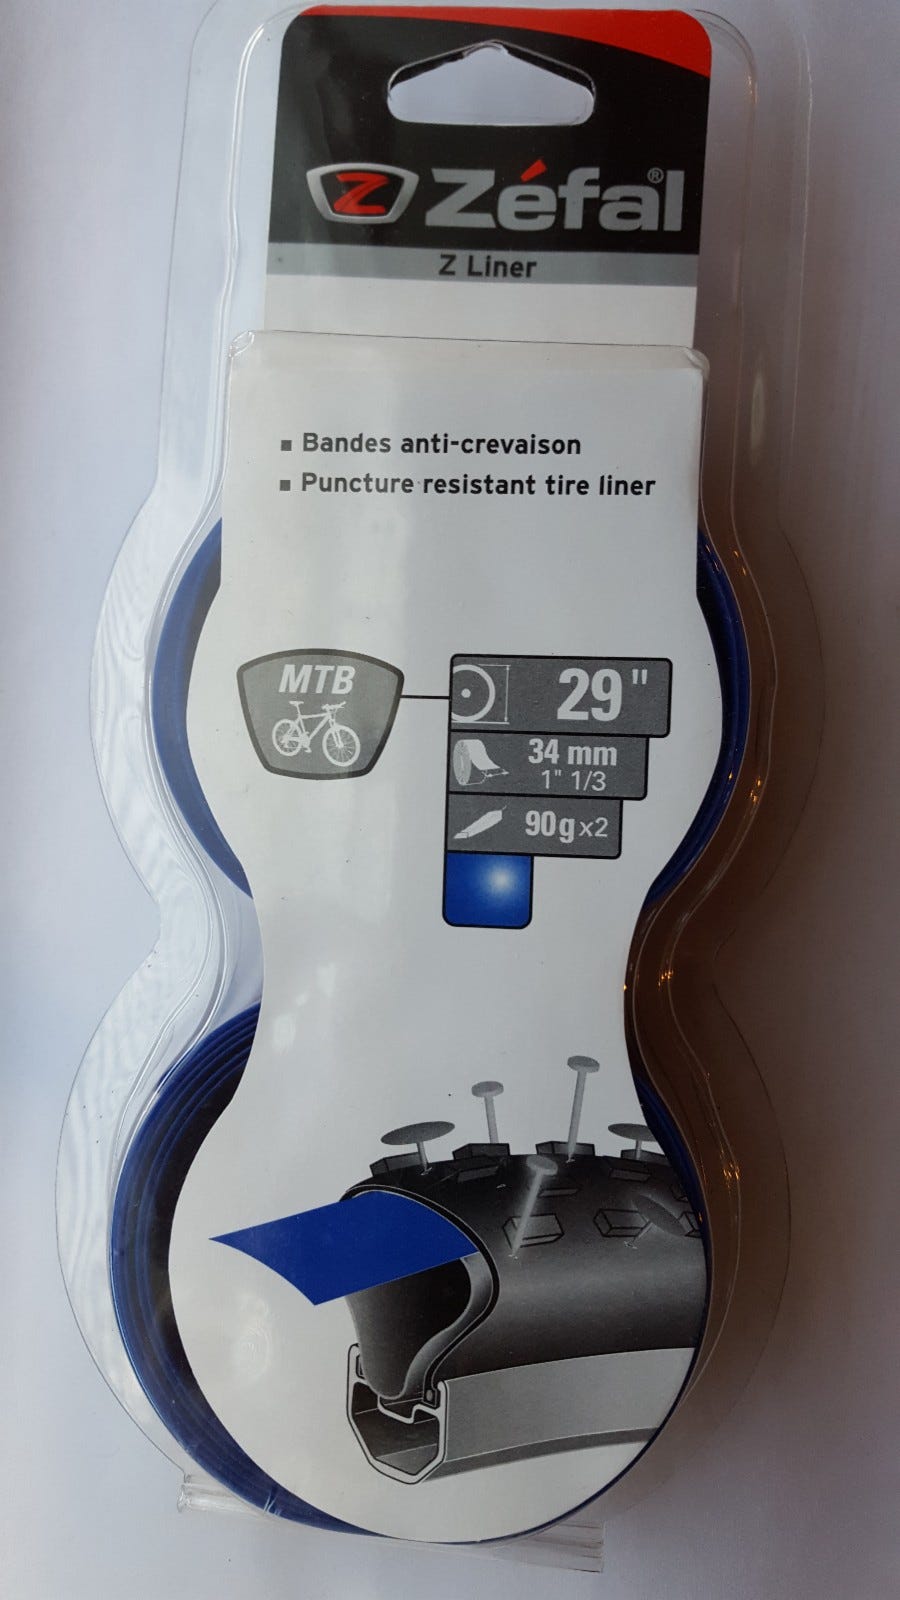 Z Zéfal®
Z Liner
▪ Bandes anti-crevaison
▪ Puncture resistant tire liner
MTB
29"
34 mm
1" 1/3
90g x2